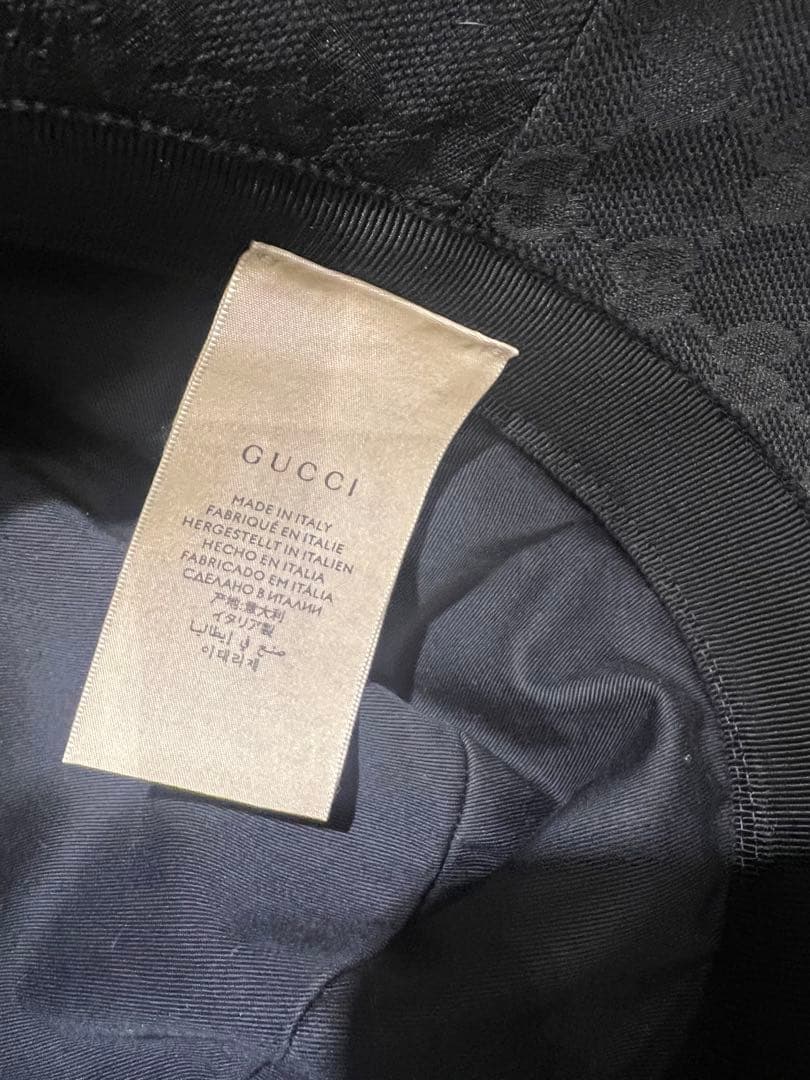 GUCCI
MADE IN ITALY
FABRIQUÉ EN ITALIE
HERGESTELLT IN ITALIEN
HECHO EN ITALIA
FABRICADO EM ITÁLIA
СДЕЛАНО В ИТАЛИИ
产地:意大利
イタリア製
صنع في إيطاليا
이태리제